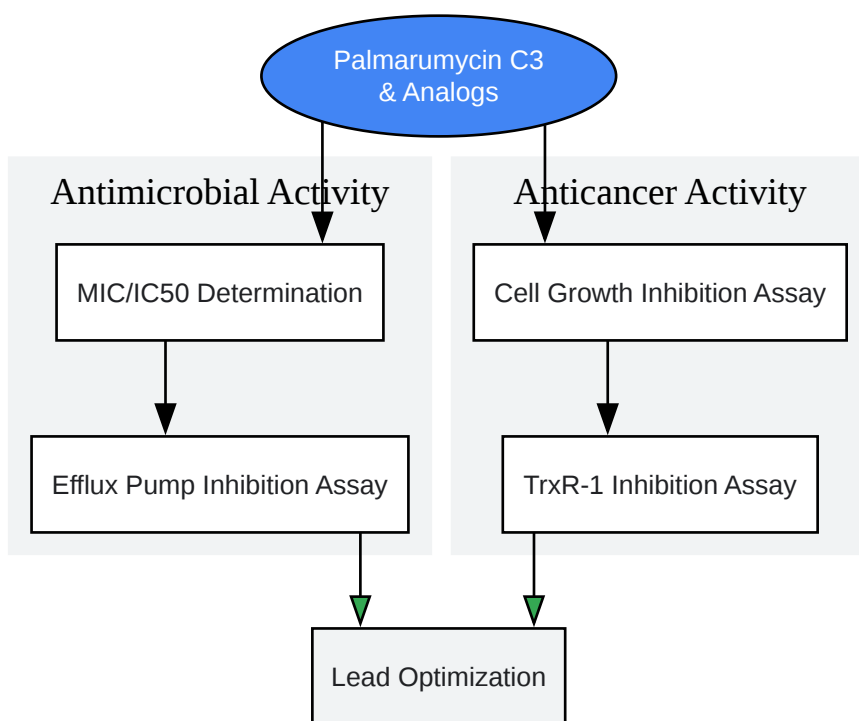 Palmarumycin C3
& Analogs
Antimicrobial Activity
Anticancer Activity
MIC/IC50 Determination
Cell Growth Inhibition Assay
Efflux Pump Inhibition Assay
TrxR-1 Inhibition Assay
Lead Optimization